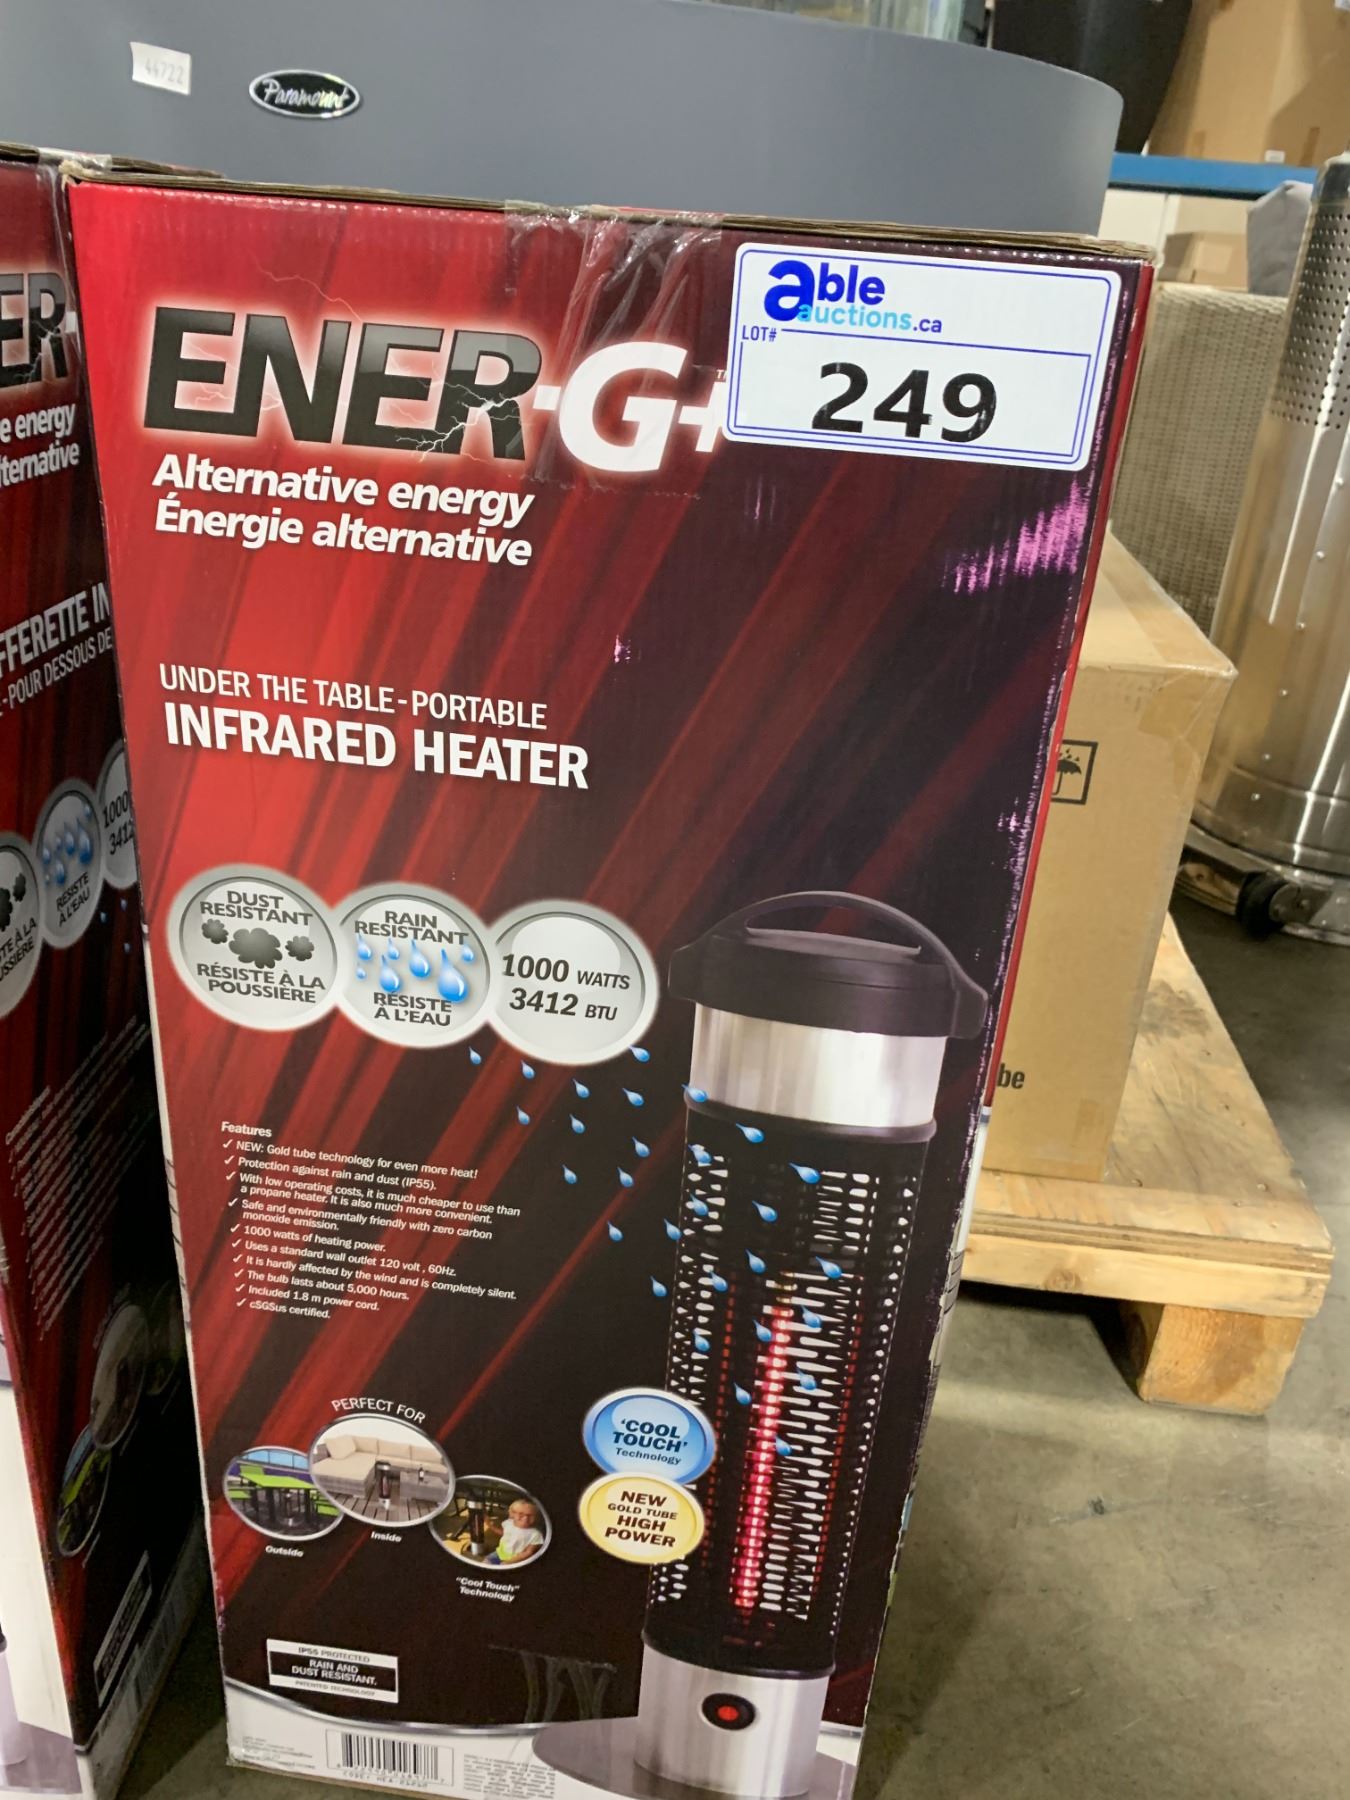 44722
Paramount
able
auctions.ca
LOT#
249
ENER-G+
Alternative energy
Énergie alternative
UNDER THE TABLE - PORTABLE
INFRARED HEATER
DUST
RESISTANT
RÉSISTE À LA
POUSSIÈRE
RAIN
RESISTANT
RÉSISTE
À L'EAU
1000 WATTS
3412 BTU
Features
✓ NEW: Gold tube technology for even more heat!
✓ Protection against rain and dust (IP55).
✓ With low operating costs, it is much cheaper to use than
a propane heater. It is also much more convenient.
✓ Safe and environmentally friendly with zero carbon
monoxide emission.
✓ 1000 watts of heating power.
✓ Uses a standard wall outlet 120 volt, 60Hz.
✓ It is hardly affected by the wind and is completely silent.
✓ The bulb lasts about 5,000 hours.
✓ Included 1.8 m power cord.
✓ cSGSus certified.
PERFECT FOR
Outside
Inside
"Cool Touch"
Technology
'COOL
TOUCH'
Technology
NEW
GOLD TUBE
HIGH
POWER
IP55 PROTECTED
RAIN AND
DUST RESISTANT.
PATENTED TECHNOLOGY
ER-
e energy
lternative
FFERETTE IN
-POUR DESSOUS DE
1000
3412
RÉSISTE
À L'EAU
be